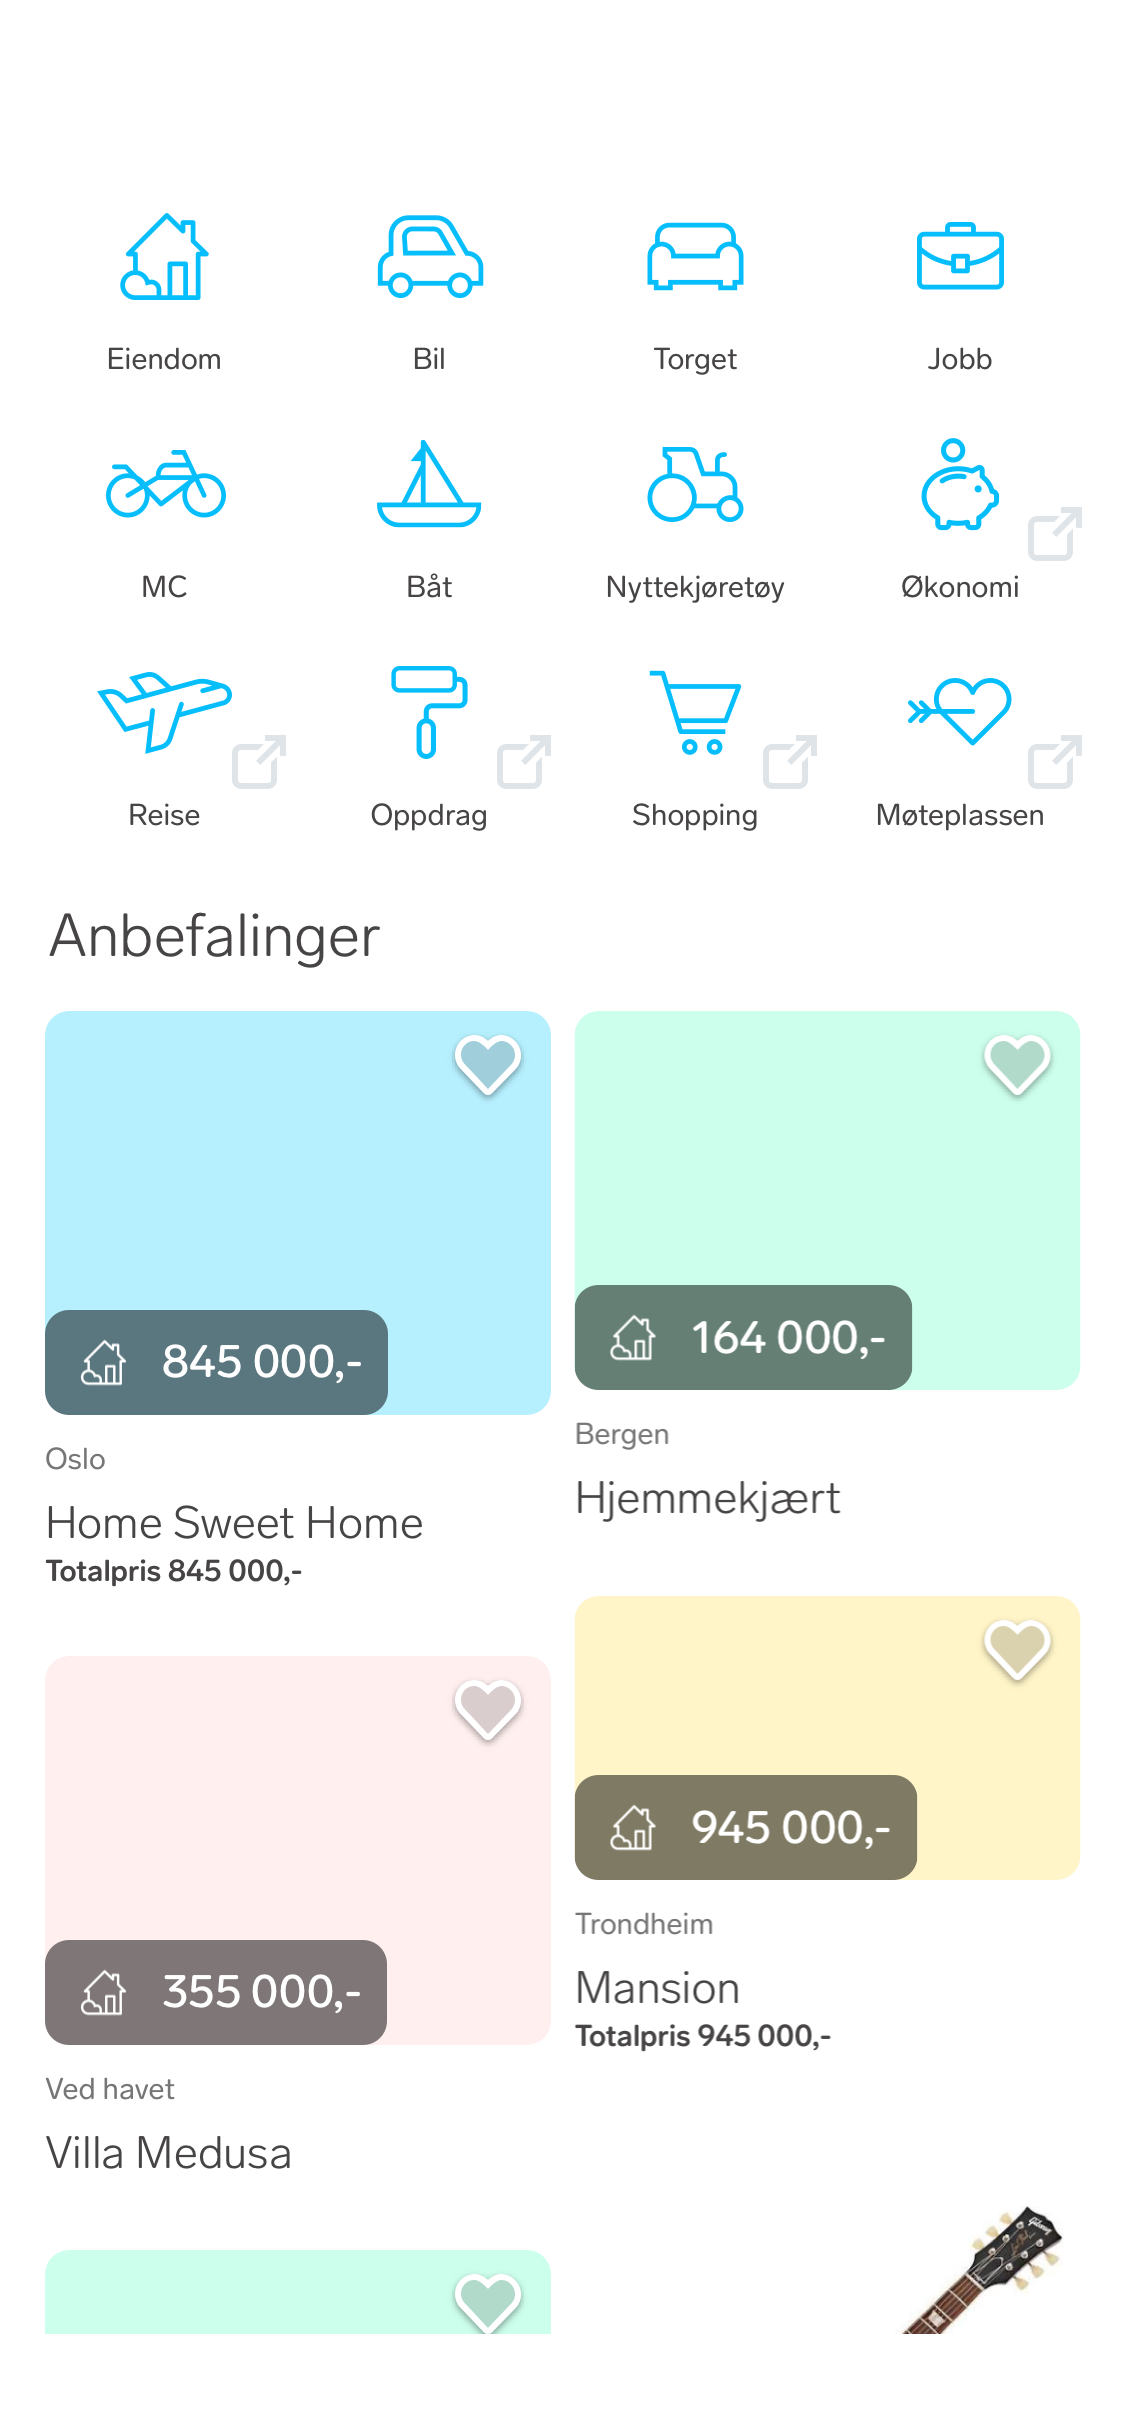 Eiendom
Bil
Torget
Jobb
MC
Båt
Nyttekjøretøy
Økonomi
Reise
Oppdrag
Shopping
Møteplassen
Anbefalinger
845 000,-
Oslo
Home Sweet Home
Totalpris 845 000,-
164 000,-
Bergen
Hjemmekjært
355 000,-
Ved havet
Villa Medusa
945 000,-
Trondheim
Mansion
Totalpris 945 000,-
Gibson